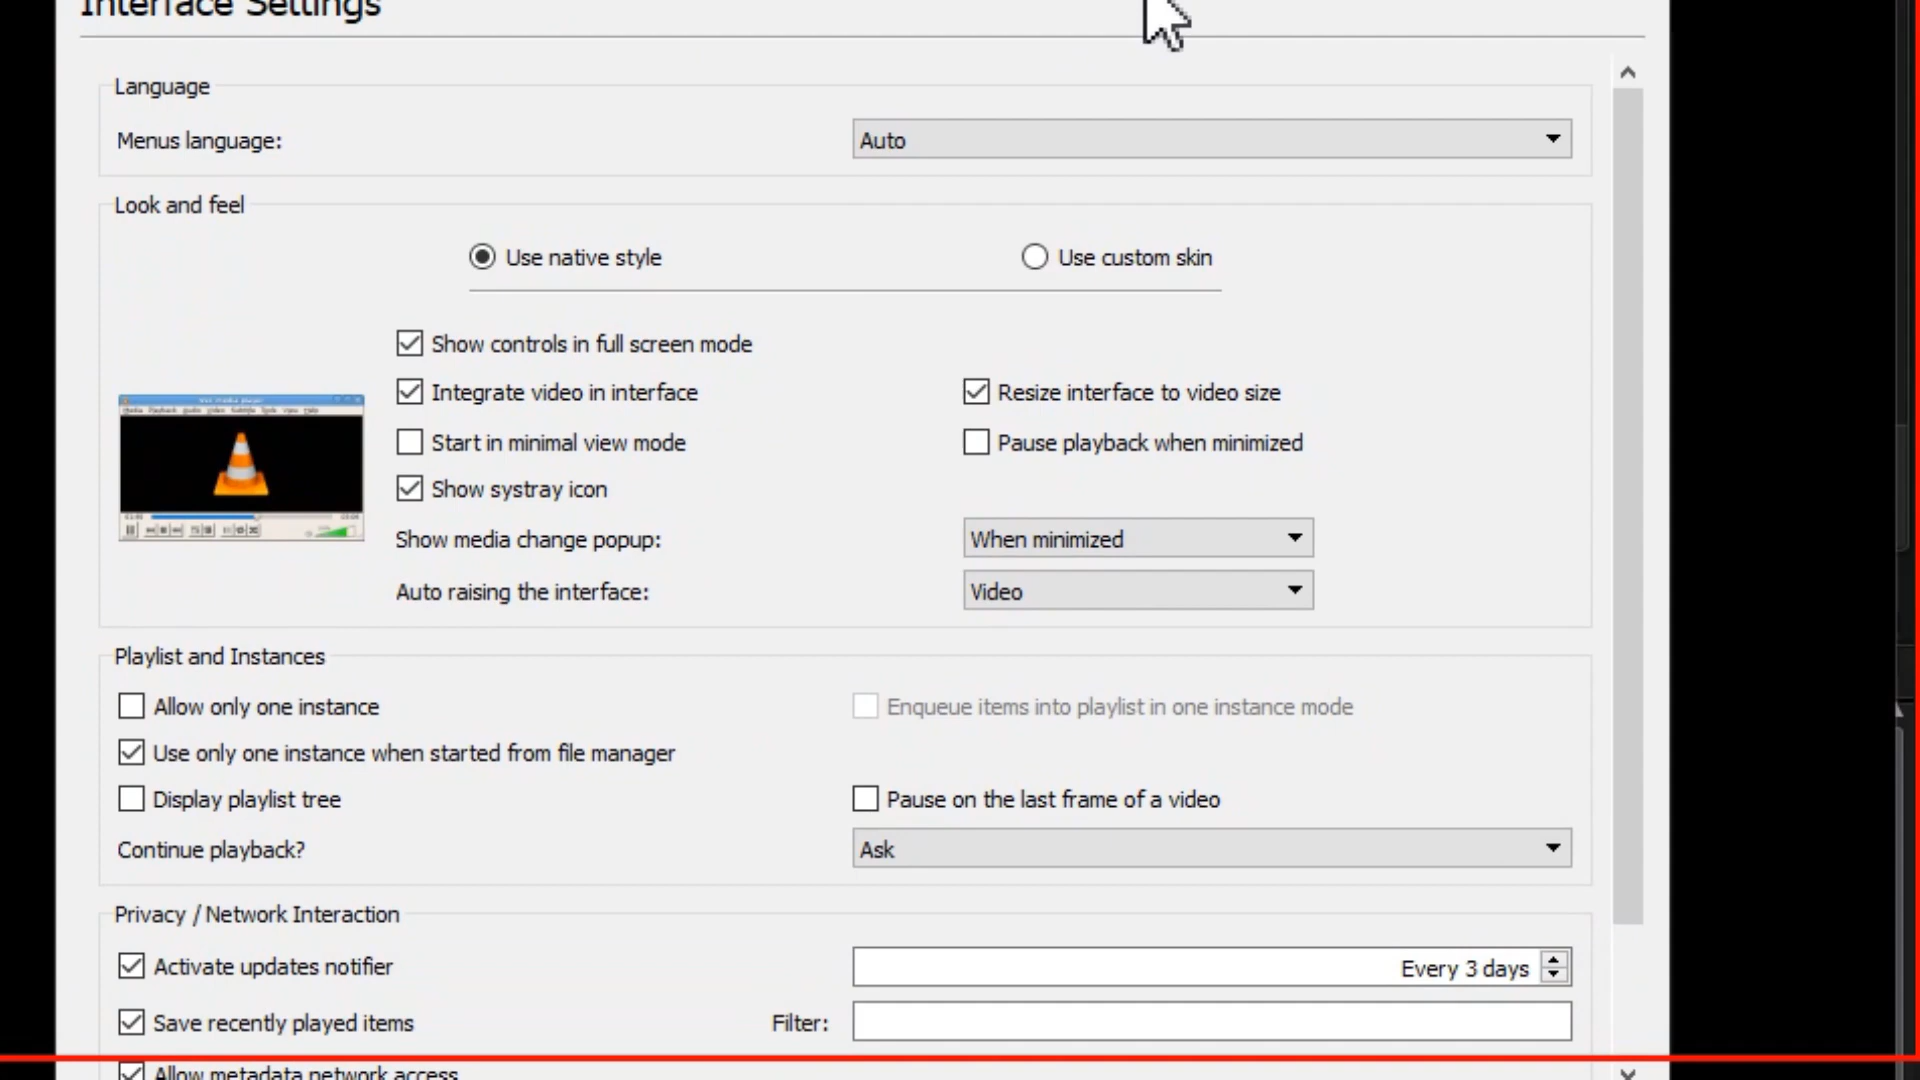 Interface Settings
Language
Menus language: Auto
Look and feel
Use native style Use custom skin
Show controls in full screen mode
Integrate video in interface Resize interface to video size
Start in minimal view mode Pause playback when minimized
Show systray icon
Show media change popup: When minimized
Auto raising the interface: Video
Playlist and Instances
Allow only one instance Enqueue items into playlist in one instance mode
Use only one instance when started from file manager
Display playlist tree Pause on the last frame of a video
Continue playback? Ask
Privacy / Network Interaction
Activate updates notifier Every 3 days
Save recently played items Filter:
Allow metadata network access